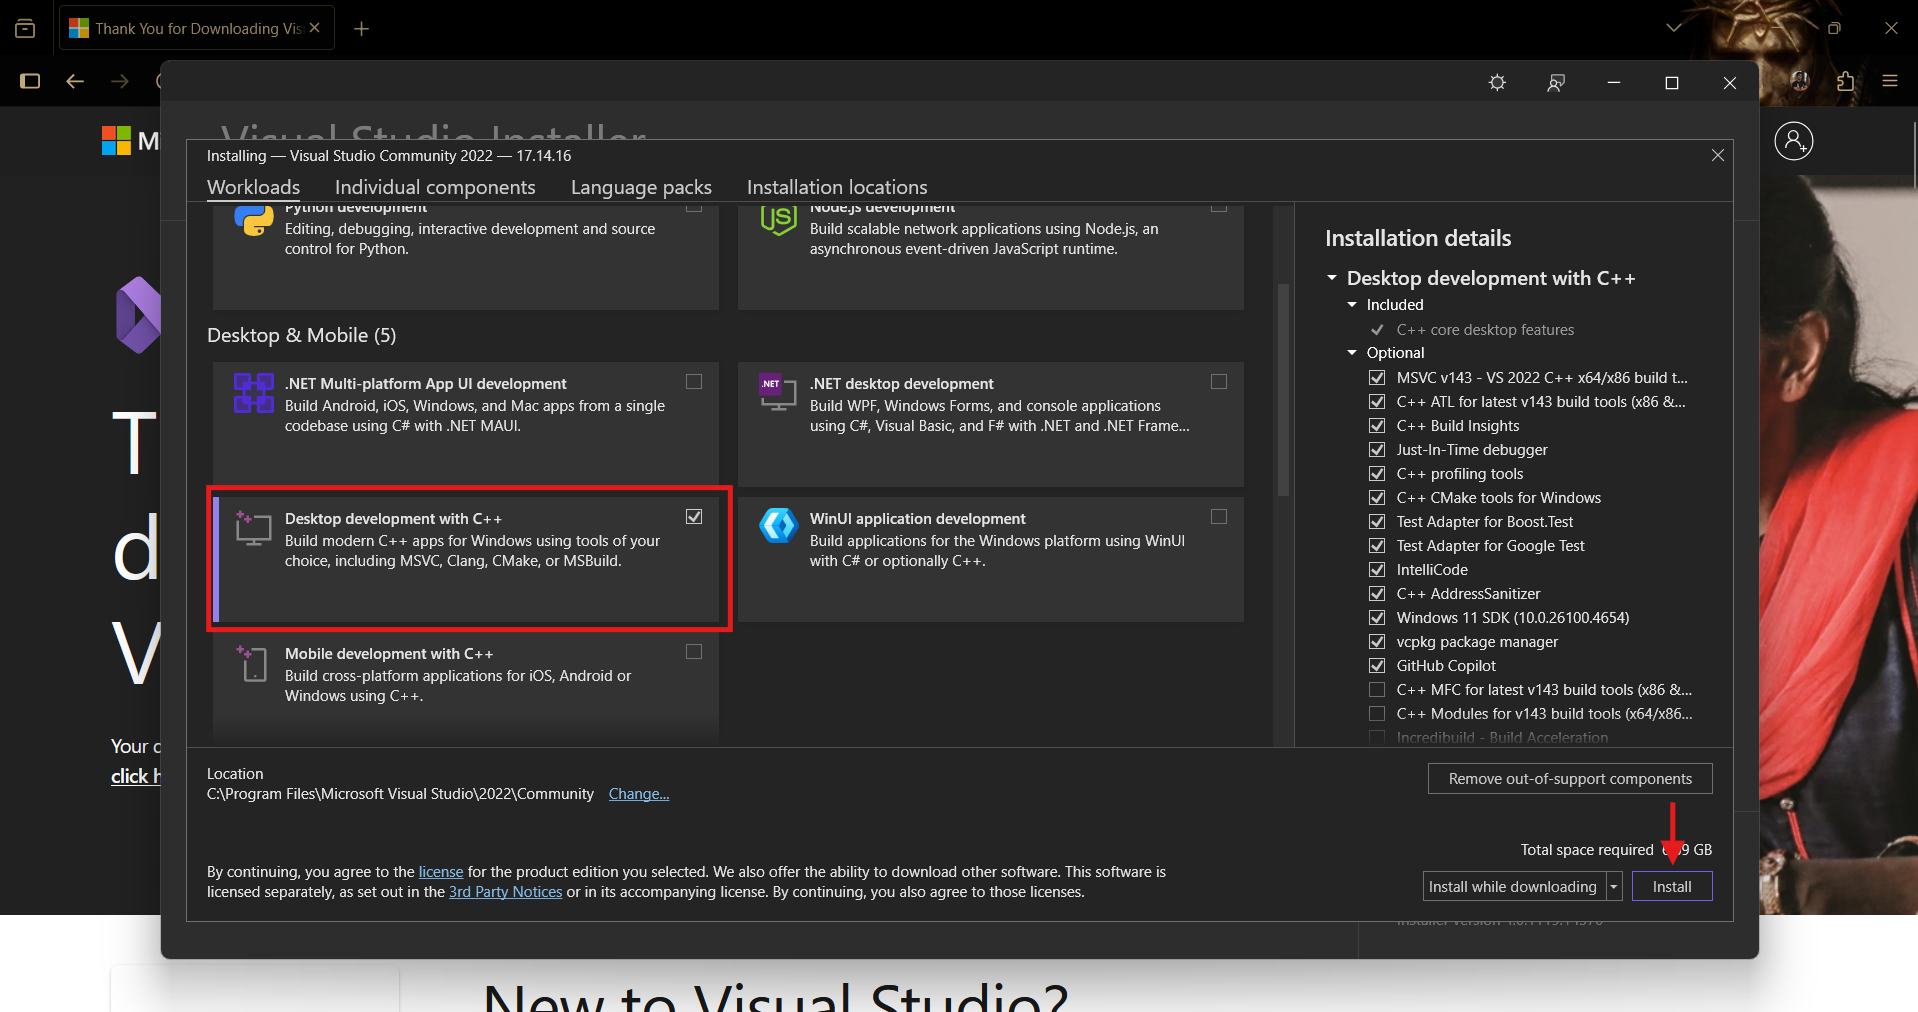 Thank You for Downloading Vis
Visual Studio Installer
Installing — Visual Studio Community 2022 — 17.14.16
Workloads Individual components Language packs Installation locations
Python development
Editing, debugging, interactive development and source
control for Python.
Node.js development
Build scalable network applications using Node.js, an
asynchronous event-driven JavaScript runtime.
Desktop & Mobile (5)
.NET Multi-platform App UI development
Build Android, iOS, Windows, and Mac apps from a single
codebase using C# with .NET MAUI.
.NET
.NET desktop development
Build WPF, Windows Forms, and console applications
using C#, Visual Basic, and F# with .NET and .NET Frame...
Desktop development with C++
Build modern C++ apps for Windows using tools of your
choice, including MSVC, Clang, CMake, or MSBuild.
WinUI application development
Build applications for the Windows platform using WinUI
with C# or optionally C++.
Mobile development with C++
Build cross-platform applications for iOS, Android or
Windows using C++.
Installation details
Desktop development with C++
Included
C++ core desktop features
Optional
MSVC v143 - VS 2022 C++ x64/x86 build t...
C++ ATL for latest v143 build tools (x86 &...
C++ Build Insights
Just-In-Time debugger
C++ profiling tools
C++ CMake tools for Windows
Test Adapter for Boost.Test
Test Adapter for Google Test
IntelliCode
C++ AddressSanitizer
Windows 11 SDK (10.0.26100.4654)
vcpkg package manager
GitHub Copilot
C++ MFC for latest v143 build tools (x86 &...
C++ Modules for v143 build tools (x64/x86...
Incredibuild - Build Acceleration
Location
C:\Program Files\Microsoft Visual Studio\2022\Community Change...
Remove out-of-support components
Total space required GB
By continuing, you agree to the license for the product edition you selected. We also offer the ability to download other software. This software is
licensed separately, as set out in the 3rd Party Notices or in its accompanying license. By continuing, you also agree to those licenses.
Install while downloading Install
Your
click
New to Visual Studio?